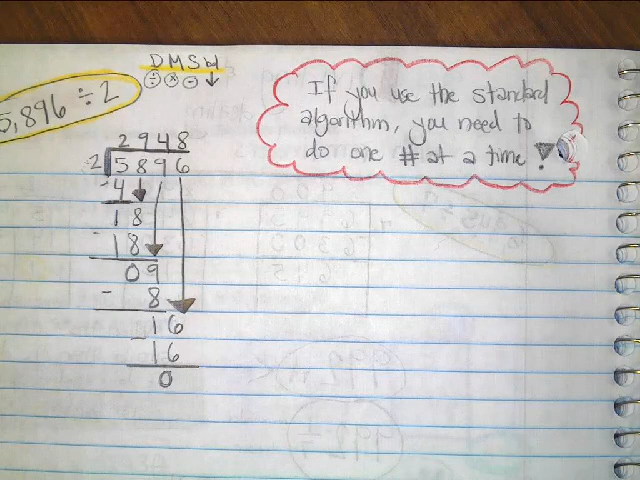 D M S bd
÷ × −
5,896 ÷ 2
If you use the standard
algorithm, you need to
do one # at a time!
2948
2 5896
- 4
18
- 18
09
- 8
16
- 16
0